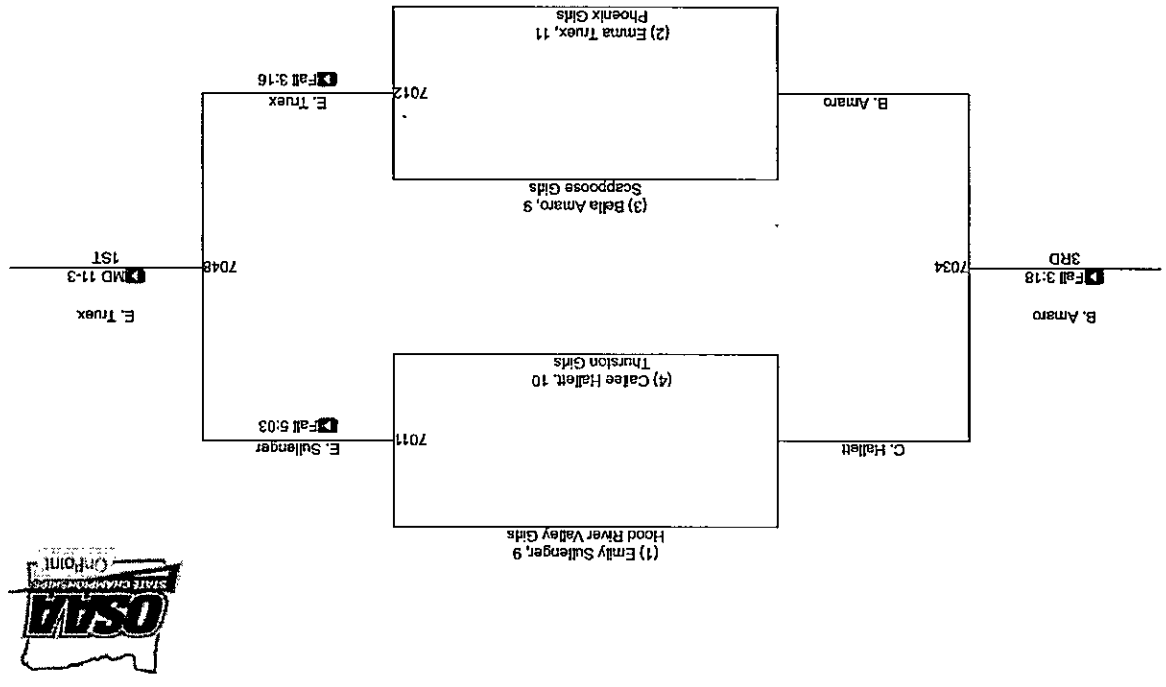 OSAA
STATE CHAMPIONSHIPS
OnPoint
(1) Emily Sullenger, 9
Hood River Valley Girls
C. Hallett
7011
E. Sullenger
Fall 5:03
(4) Cailee Hallett, 10
Thurston Girls
B. Amaro
Fall 3:18
3RD
7034
7048
E. Truex
MD 11-3
1ST
(3) Bella Amaro, 9
Scappoose Girls
B. Amaro
7012
E. Truex
Fall 3:16
(2) Emma Truex, 11
Phoenix Girls